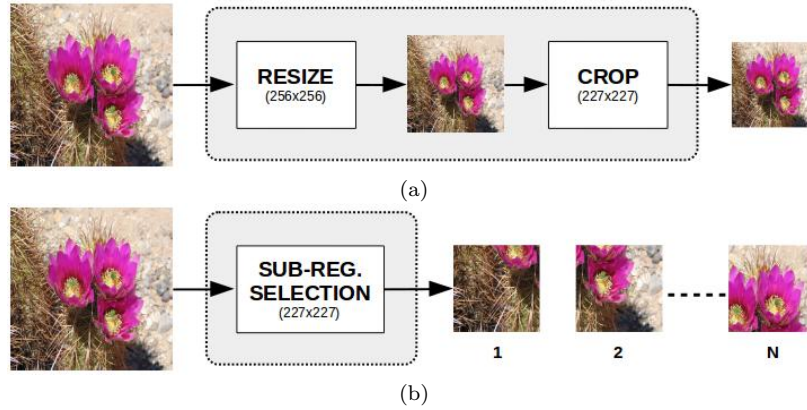 RESIZE
(256x256)
CROP
(227x227)
(a)
SUB-REG.
SELECTION
(227x227)
1
2
N
(b)